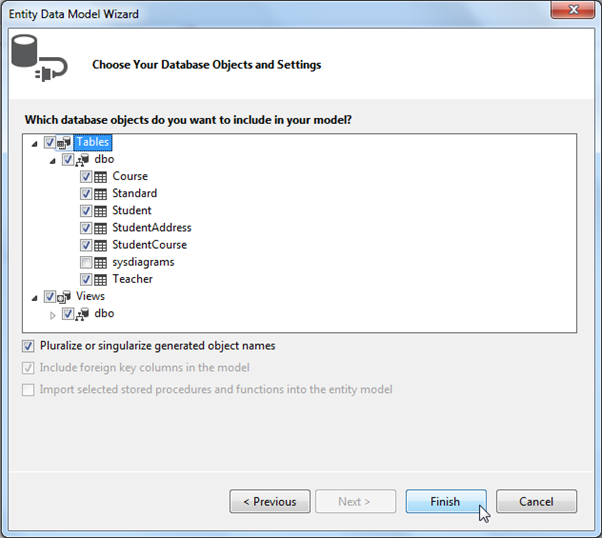 Entity Data Model Wizard
Choose Your Database Objects and Settings
Which database objects do you want to include in your model?
Tables
dbo
Course
Standard
Student
StudentAddress
StudentCourse
sysdiagrams
Teacher
Views
dbo
Pluralize or singularize generated object names
Include foreign key columns in the model
Import selected stored procedures and functions into the entity model
< Previous Next > Finish Cancel